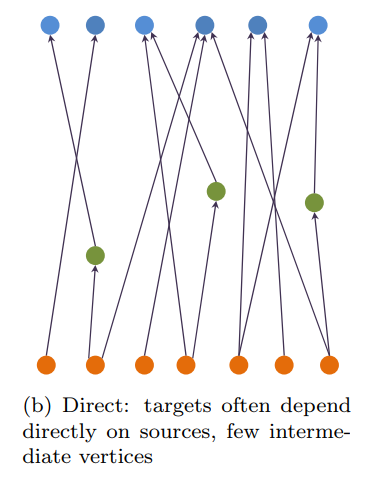 (b) Direct: targets often depend
directly on sources, few interme-
diate vertices